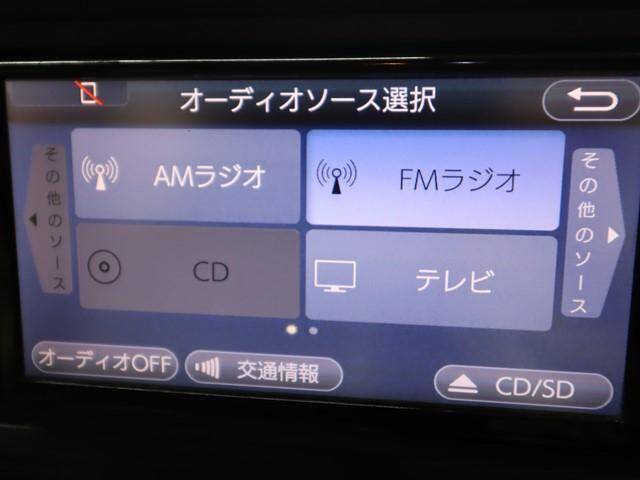 オーディオソース選択
その他のソース
AMラジオ
FMラジオ
その他のソース
CD
テレビ
オーディオOFF
交通情報
CD/SD